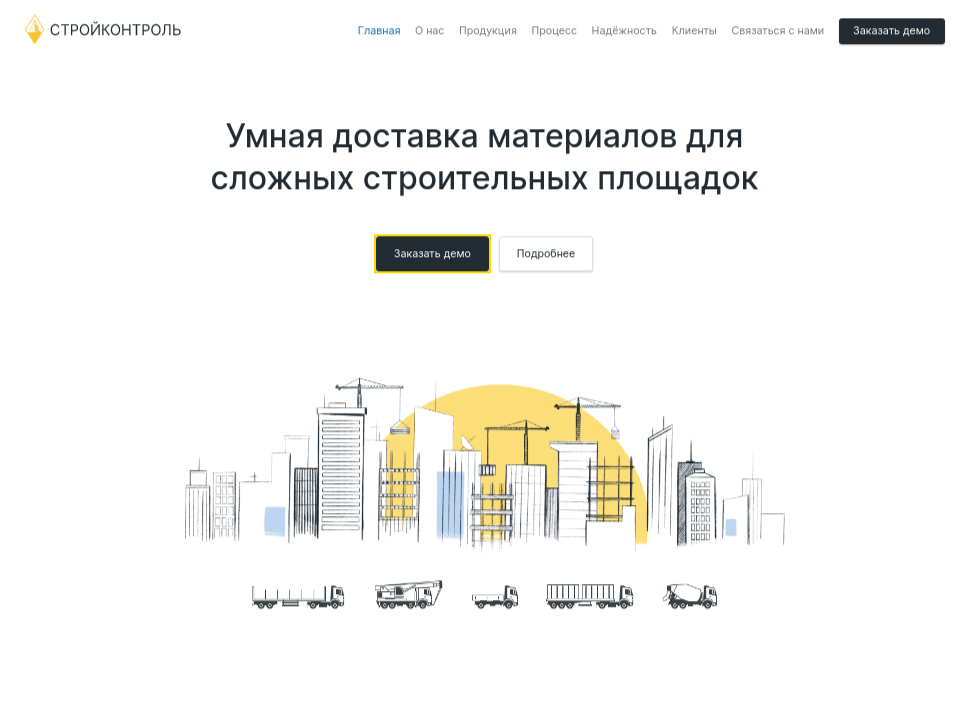 СТРОЙКОНТРОЛЬ
Главная О нас Продукция Процесс Надёжность Клиенты Связаться с нами Заказать демо
Умная доставка материалов для
сложных строительных площадок
Заказать демо Подробнее